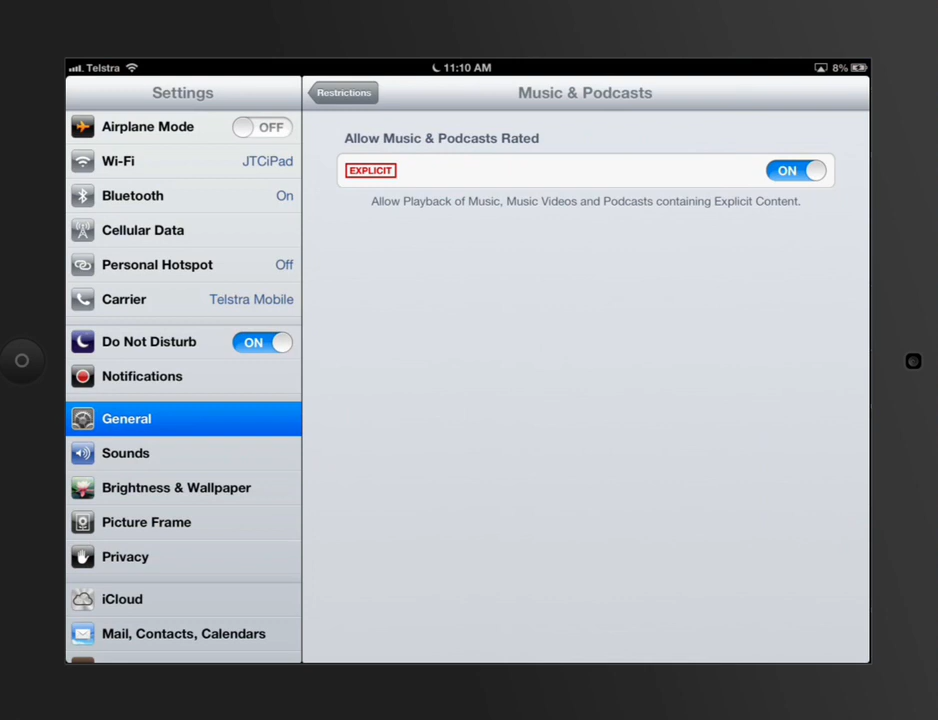 Telstra 11:10 AM 8%
Settings
Restrictions Music & Podcasts
Airplane Mode OFF
Wi-Fi JTCiPad
Bluetooth On
Cellular Data
Personal Hotspot Off
Carrier Telstra Mobile
Do Not Disturb ON
Notifications
General
Sounds
Brightness & Wallpaper
Picture Frame
Privacy
iCloud
Mail, Contacts, Calendars
Allow Music & Podcasts Rated
EXPLICIT ON
Allow Playback of Music, Music Videos and Podcasts containing Explicit Content.